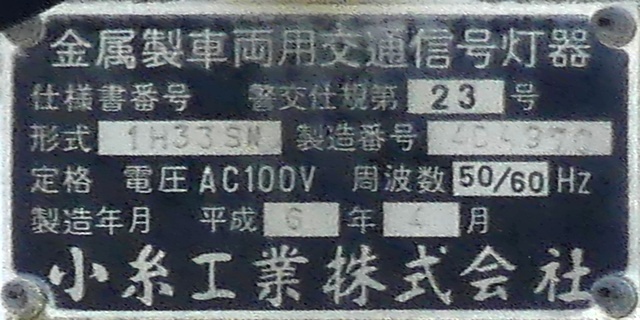 金属製車両用交通信号灯器
仕様書番号 警交仕規第 23 号
形式 1H33SN 製造番号
定格 電圧 AC100V 周波数 50/60 Hz
製造年月 平成 6 年 4 月
小糸工業株式会社